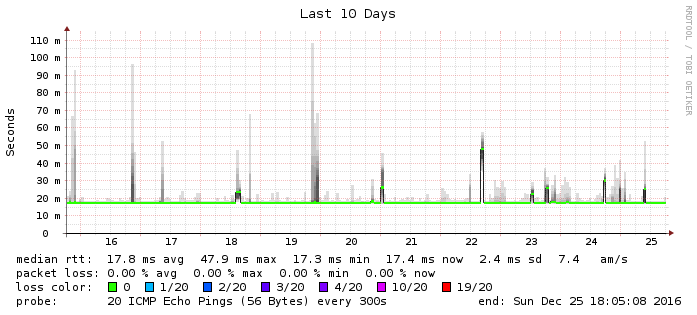 Last 10 Days
RRDTOOL / TOBI OETIKER
Seconds
110 m
100 m
90 m
80 m
70 m
60 m
50 m
40 m
30 m
20 m
10 m
0
16 17 18 19 20 21 22 23 24 25
median rtt: 17.8 ms avg 47.9 ms max 17.3 ms min 17.4 ms now 2.4 ms sd 7.4 am/s
packet loss: 0.00 % avg 0.00 % max 0.00 % min 0.00 % now
loss color: 0 1/20 2/20 3/20 4/20 10/20 19/20
probe: 20 ICMP Echo Pings (56 Bytes) every 300s end: Sun Dec 25 18:05:08 2016